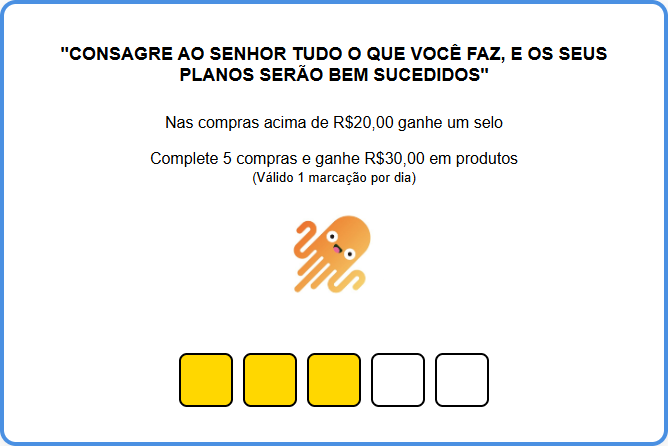 "CONSAGRE AO SENHOR TUDO O QUE VOCÊ FAZ, E OS SEUS
PLANOS SERÃO BEM SUCEDIDOS"
Nas compras acima de R$20,00 ganhe um selo
Complete 5 compras e ganhe R$30,00 em produtos
(Válido 1 marcação por dia)